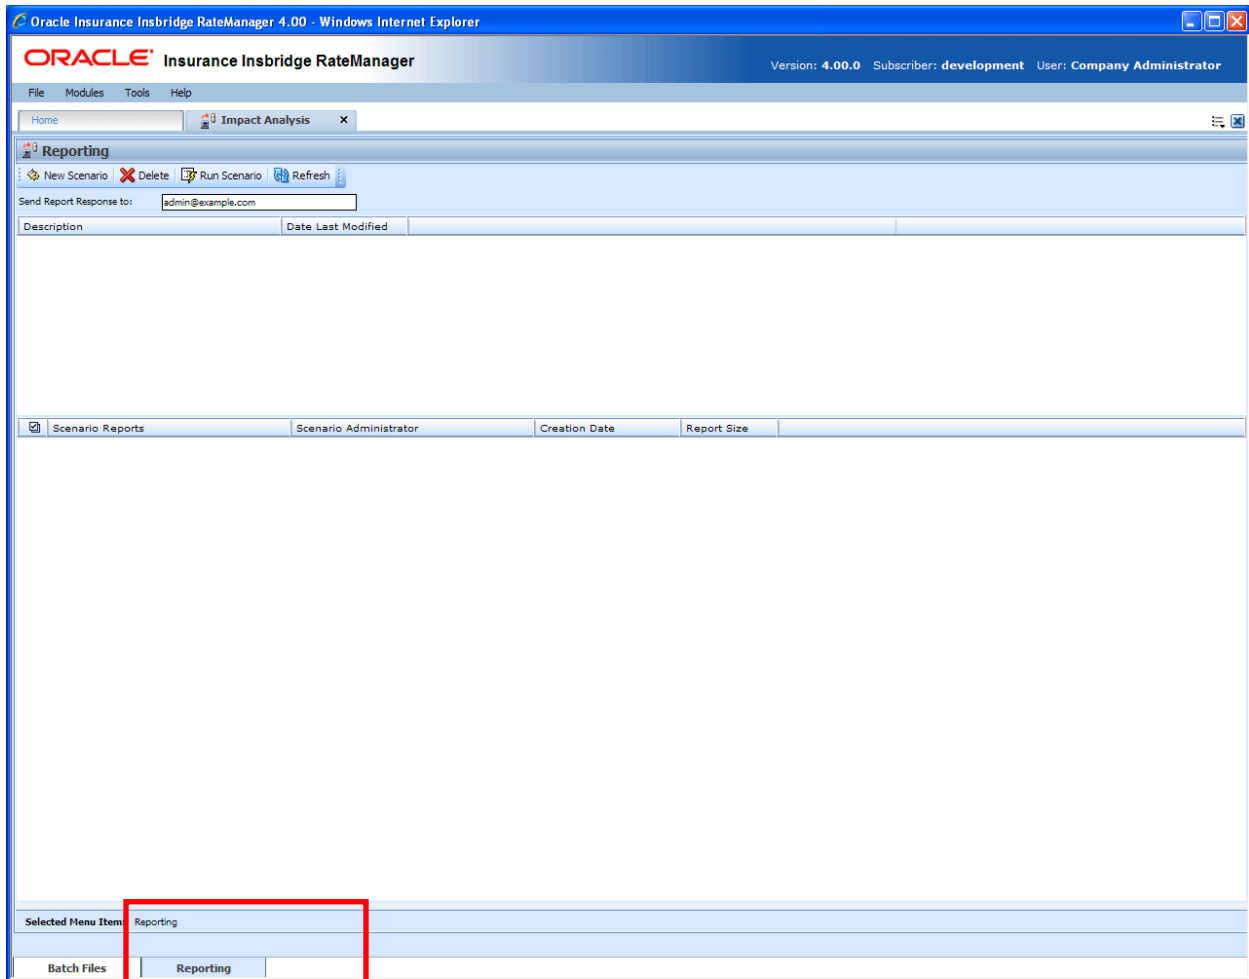 Oracle Insurance Insbridge RateManager 4.00 - Windows Internet Explorer
ORACLE Insurance Insbridge RateManager
Version: 4.00.0 Subscriber: development User: Company Administrator
File Modules Tools Help
Home Impact Analysis x
Reporting
New Scenario Delete Run Scenario Refresh
Send Report Response to: admin@example.com
Description Date Last Modified
Scenario Reports Scenario Administrator Creation Date Report Size
Selected Menu Item: Reporting
Batch Files Reporting